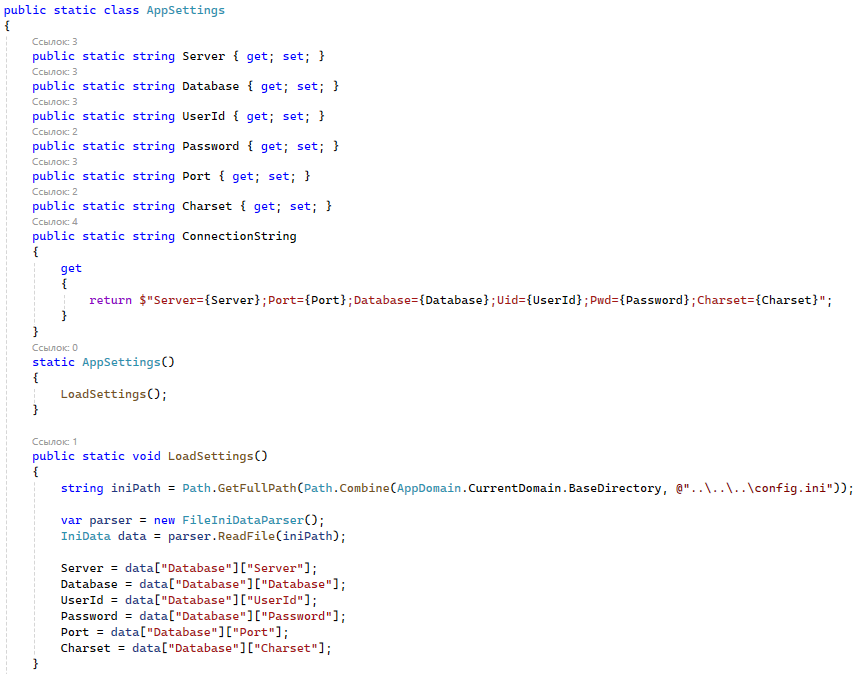 public static class AppSettings
{
Ссылок: 3
public static string Server { get; set; }
Ссылок: 3
public static string Database { get; set; }
Ссылок: 3
public static string UserId { get; set; }
Ссылок: 2
public static string Password { get; set; }
Ссылок: 3
public static string Port { get; set; }
Ссылок: 2
public static string Charset { get; set; }
Ссылок: 4
public static string ConnectionString
{
get
{
return $"Server={Server};Port={Port};Database={Database};Uid={UserId};Pwd={Password};Charset={Charset}";
}
}
Ссылок: 0
static AppSettings()
{
LoadSettings();
}
Ссылок: 1
public static void LoadSettings()
{
string iniPath = Path.GetFullPath(Path.Combine(AppDomain.CurrentDomain.BaseDirectory, @"..\..\..\config.ini"));
var parser = new FileIniDataParser();
IniData data = parser.ReadFile(iniPath);
Server = data["Database"]["Server"];
Database = data["Database"]["Database"];
UserId = data["Database"]["UserId"];
Password = data["Database"]["Password"];
Port = data["Database"]["Port"];
Charset = data["Database"]["Charset"];
}